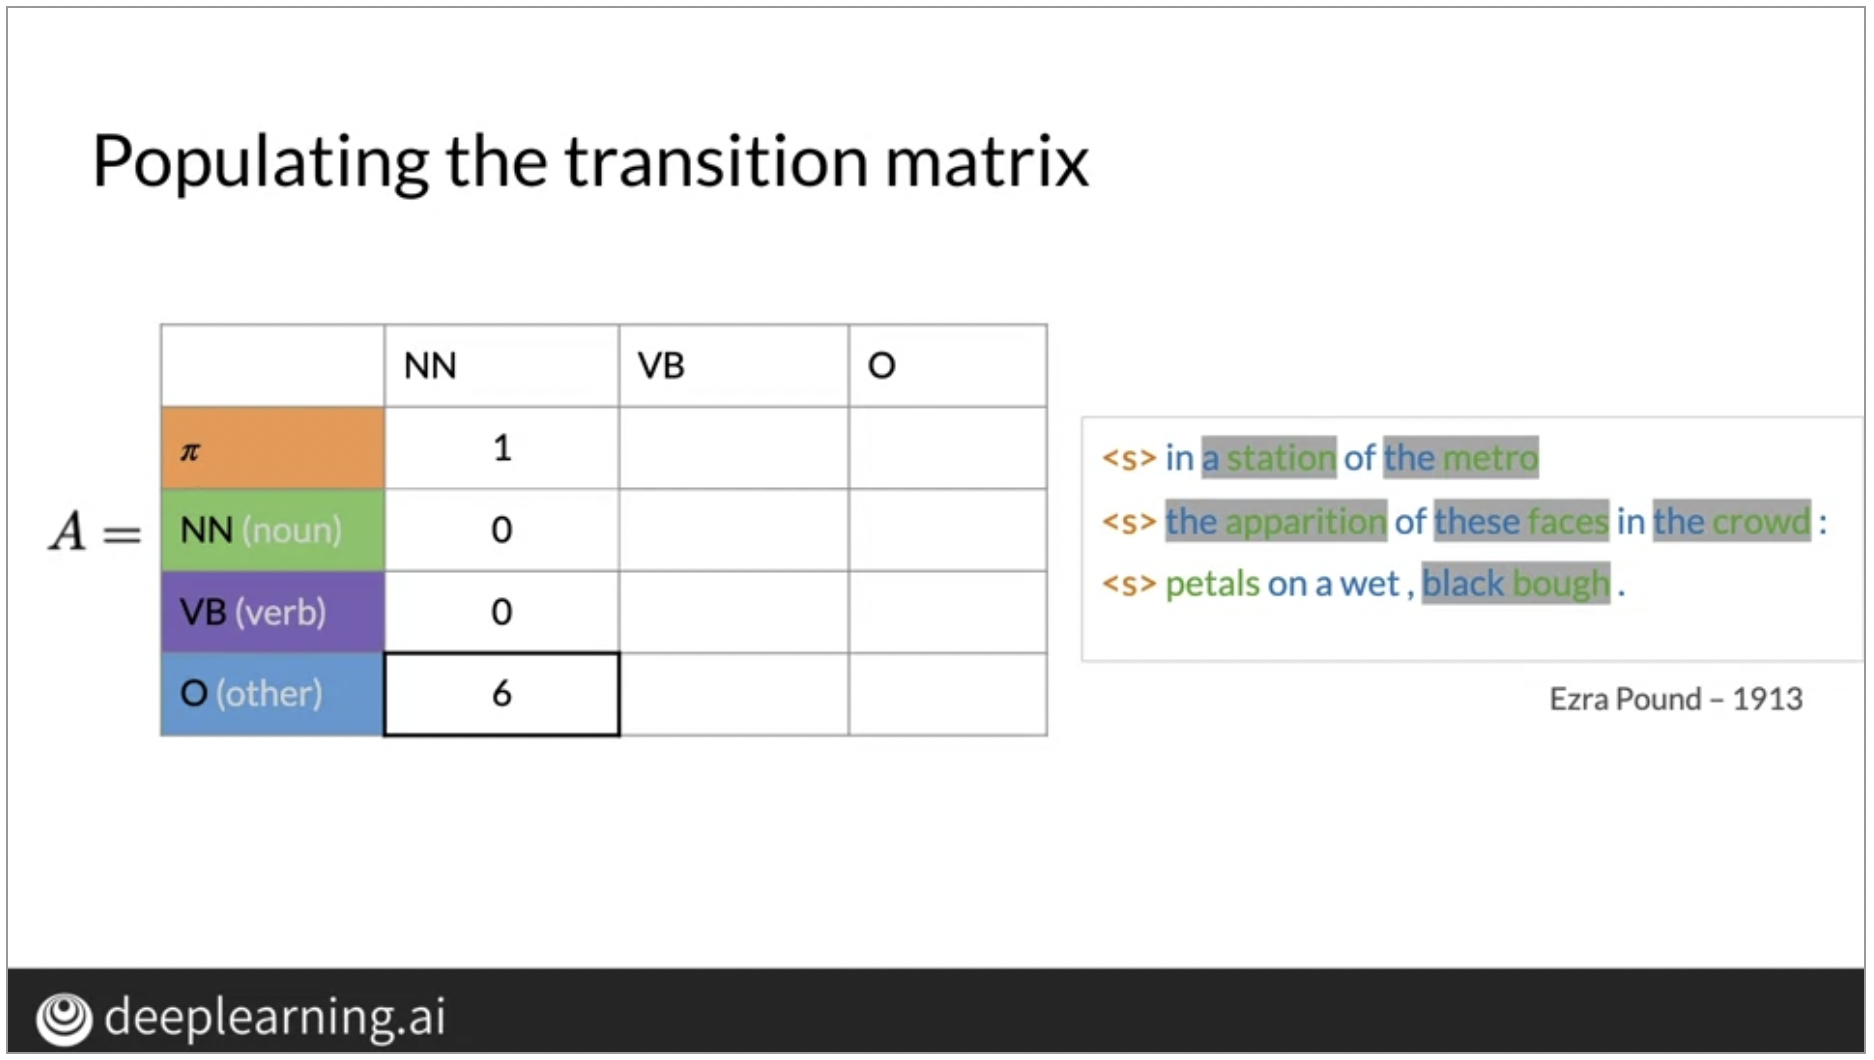 Populating the transition matrix
NN VB O
π 1
A = NN (noun) 0
VB (verb) 0
O (other) 6
<s> in a station of the metro
<s> the apparition of these faces in the crowd :
<s> petals on a wet , black bough .
Ezra Pound – 1913
deeplearning.ai